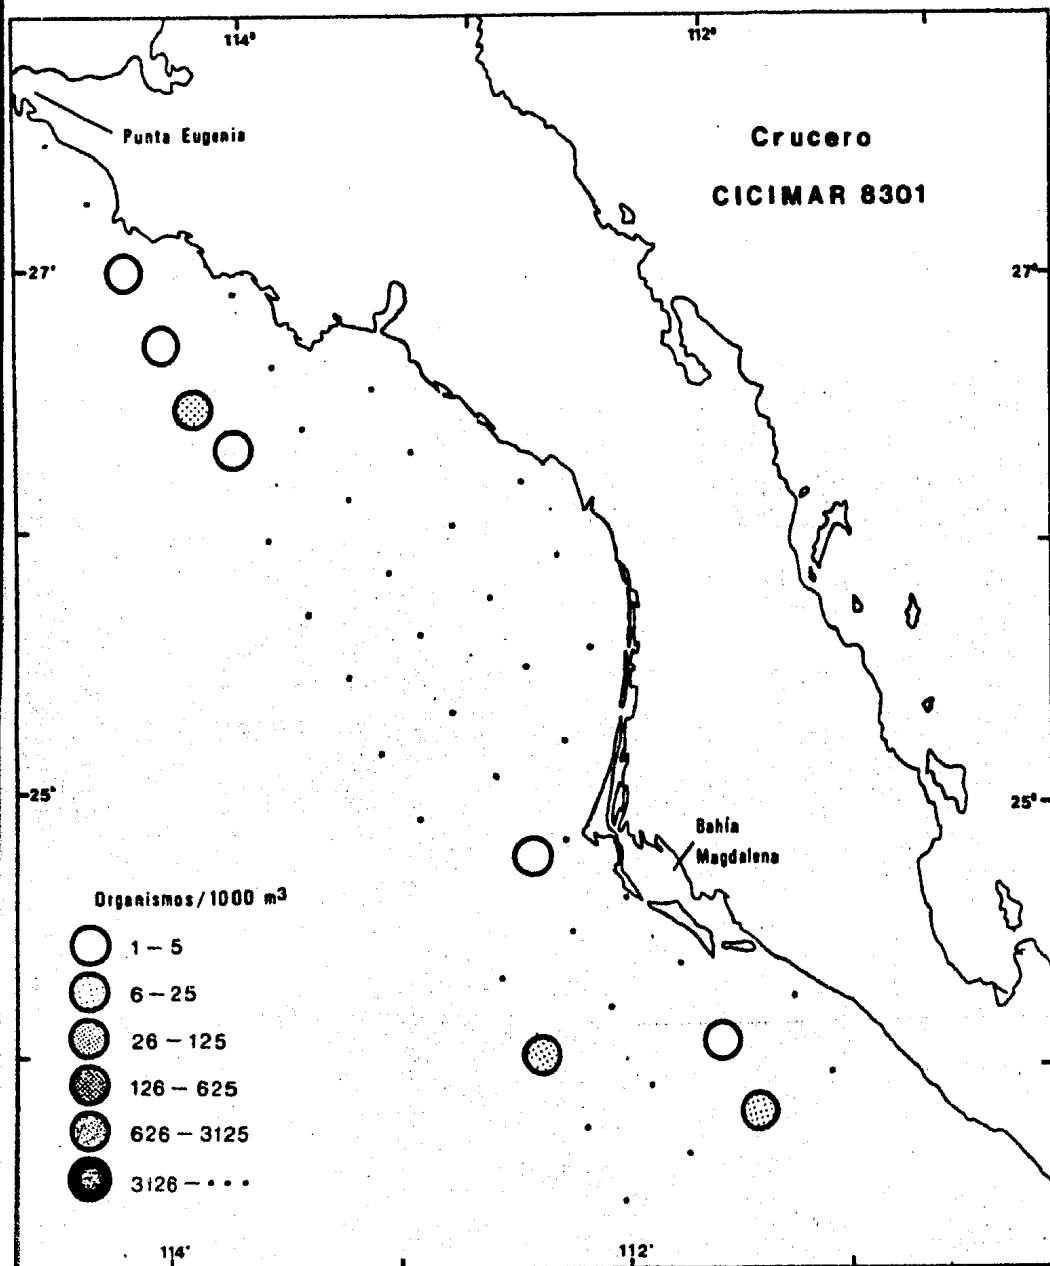 114°
112°
Punta Eugenia
Crucero
CICIMAR 8301
27°
27°
25°
25°
Bahía
Magdalena
Organismos/1000 m³
1 – 5
6 – 25
26 – 125
126 – 625
626 – 3125
3126 – • • •
114°
112°